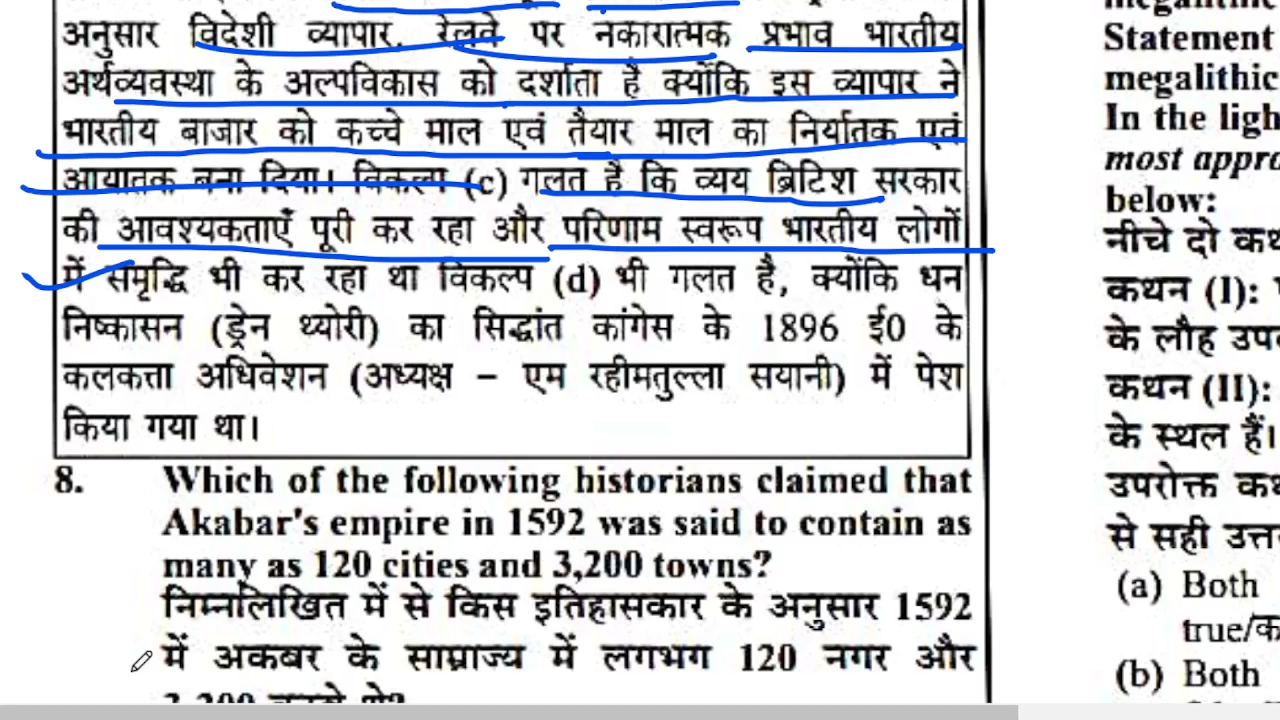 अनुसार विदेशी व्यापार, रेलवे पर नकारात्मक प्रभाव भारतीय
अर्थव्यवस्था के अल्पविकास को दर्शाता है क्योंकि इस व्यापार ने
भारतीय बाजार को कच्चे माल एवं तैयार माल का निर्यातक एवं
आयातक बना दिया। विकल्प (c) गलत है कि व्यय ब्रिटिश सरकार
की आवश्यकताएँ पूरी कर रहा और परिणाम स्वरूप भारतीय लोगों
में समृद्धि भी कर रहा था विकल्प (d) भी गलत है, क्योंकि धन
निष्कासन (ड्रेन थ्योरी) का सिद्धांत कांगेस के 1896 ई0 के
कलकत्ता अधिवेशन (अध्यक्ष – एम रहीमतुल्ला सयानी) में पेश
किया गया था।
8. Which of the following historians claimed that
Akabar's empire in 1592 was said to contain as
many as 120 cities and 3,200 towns?
निम्नलिखित में से किस इतिहासकार के अनुसार 1592
में अकबर के साम्राज्य में लगभग 120 नगर और
Statement
megalithic
In the ligh
most appro
below:
नीचे दो कथ
कथन (I):
के लौह उप
कथन (II):
के स्थल हैं।
उपरोक्त कथ
से सही उत्त
(a) Both
true/क
(b) Both